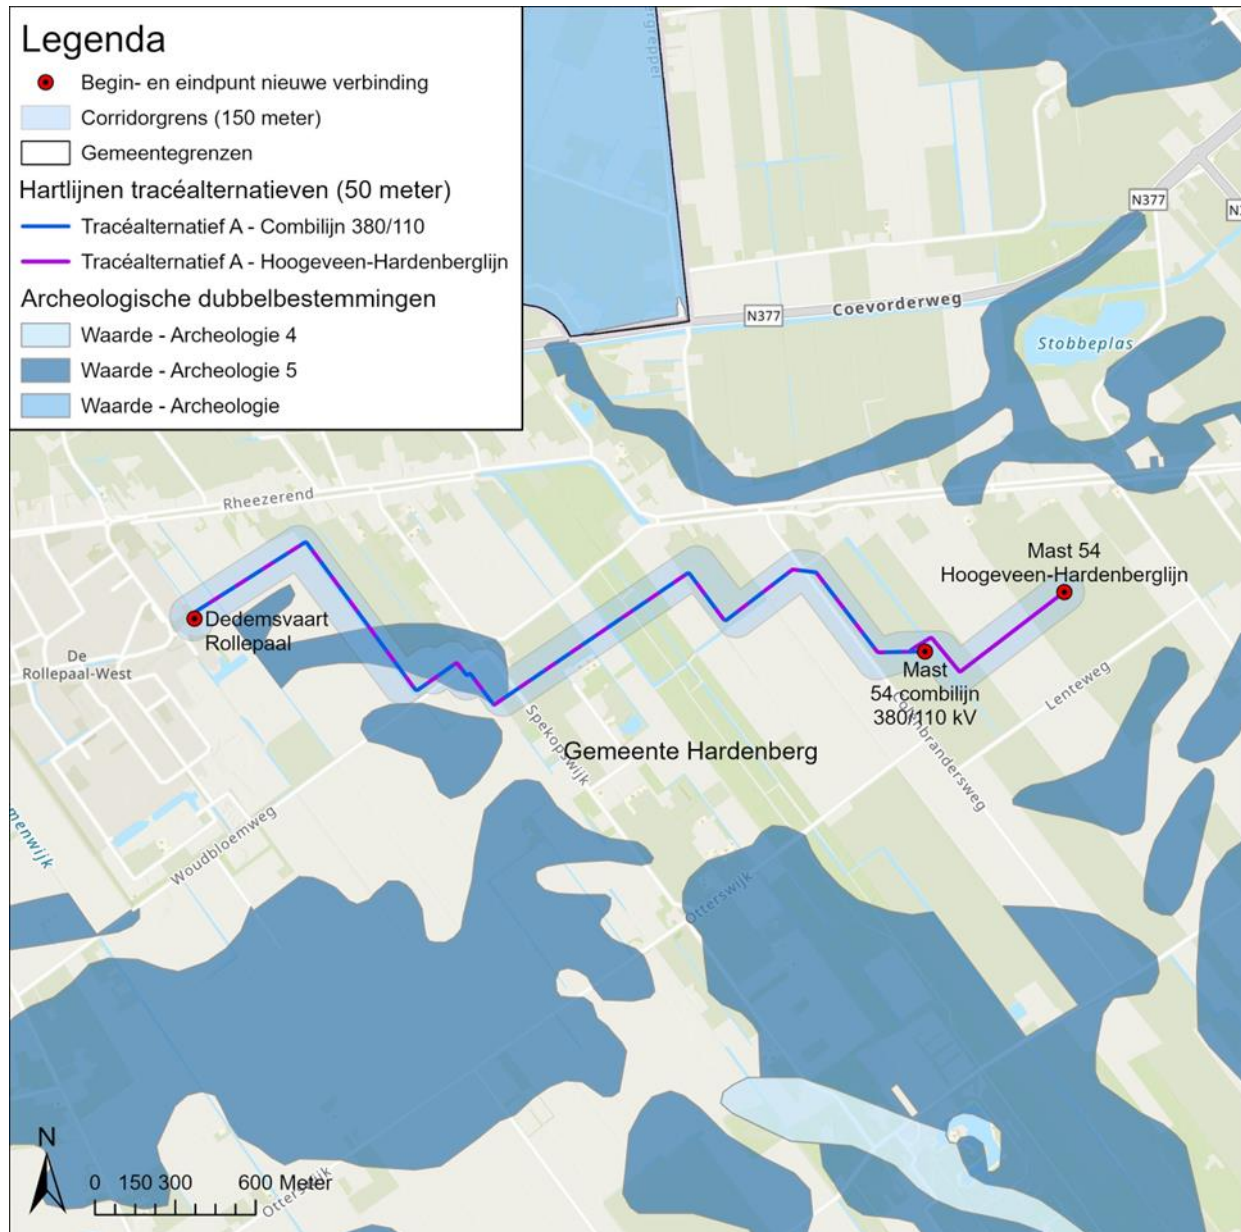 Legenda
Begin- en eindpunt nieuwe verbinding
Corridorgrens (150 meter)
Gemeentegrenzen
Hartlijnen tracéalternatieven (50 meter)
Tracéalternatief A - Combilijn 380/110
Tracéalternatief A - Hoogeveen-Hardenberglijn
Archeologische dubbelbestemmingen
Waarde - Archeologie 4
Waarde - Archeologie 5
Waarde - Archeologie
N377
N377
Coevorderweg
Stobbeplas
Rheezerend
Mast 54
Hoogeveen-Hardenberglijn
Dedemsvaart
Rollepaal
De
Rollepaal-West
Mast
54 combilijn
380/110 kV
Lenteweg
Spekopswijk
Gemeente Hardenberg
Woudbloemweg
Otterswijk
N
0 150 300 600 Meter
Otterswijk